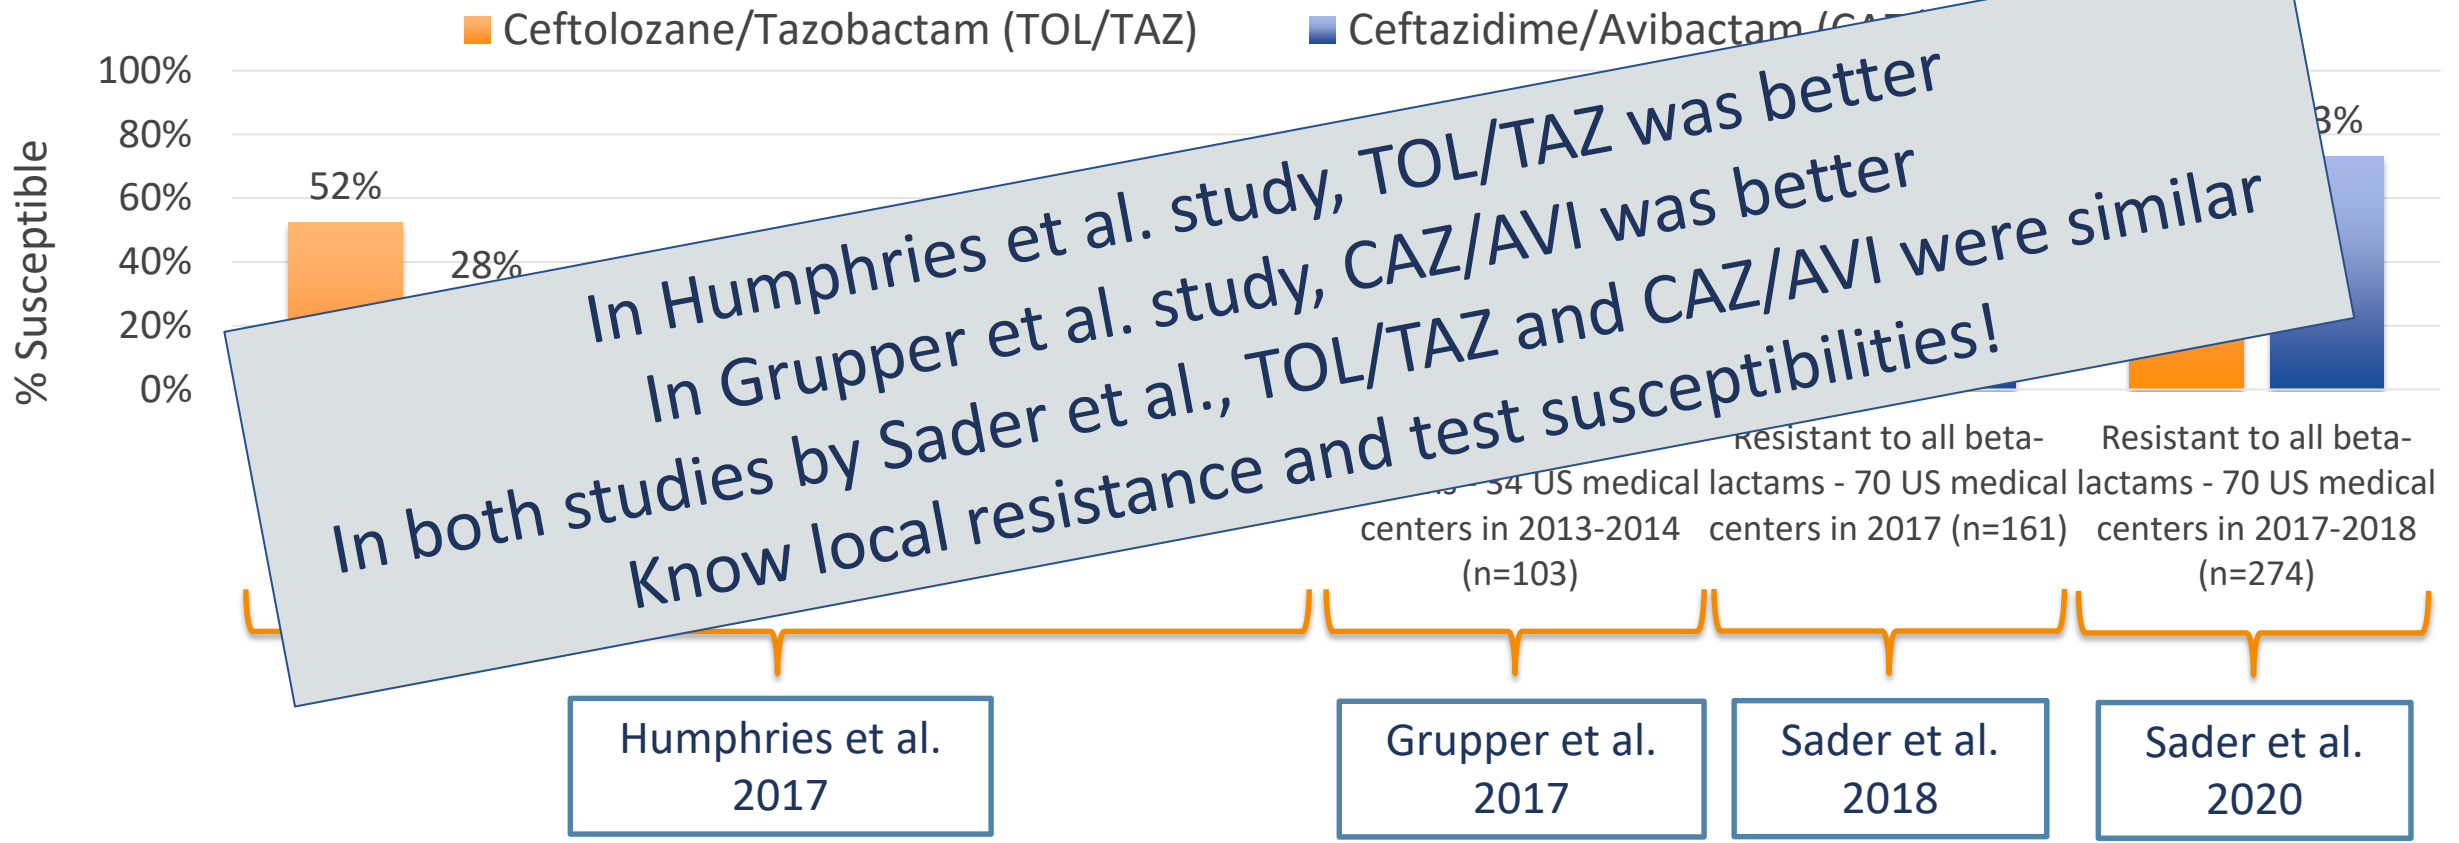 Ceftolozane/Tazobactam (TOL/TAZ)
Ceftazidime/Avibactam
% Susceptible
100%
80%
60%
40%
20%
0%
52%
28%
3%
In Humphries et al. study, TOL/TAZ was better
In Grupper et al. study, CAZ/AVI was better
In both studies by Sader et al., TOL/TAZ and CAZ/AVI were similar
Know local resistance and test susceptibilities!
- 34 US medical
centers in 2013-2014
(n=103)
Resistant to all beta-
lactams - 70 US medical
centers in 2017 (n=161)
Resistant to all beta-
lactams - 70 US medical
centers in 2017-2018
(n=274)
Humphries et al.
2017
Grupper et al.
2017
Sader et al.
2018
Sader et al.
2020